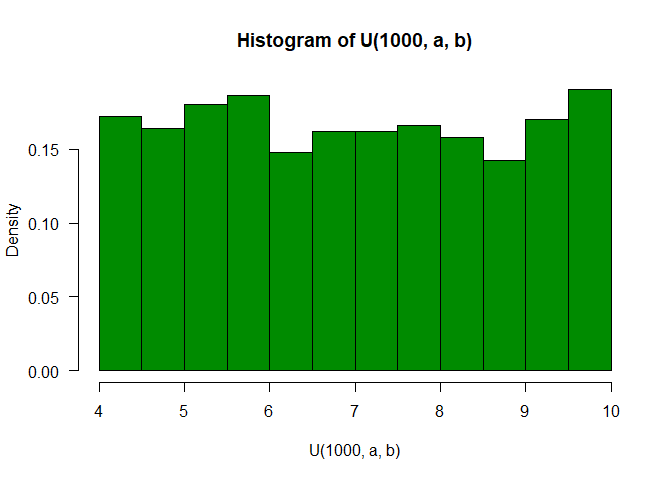 Histogram of U(1000, a, b)
Density
0.15
0.10
0.05
0.00
4 5 6 7 8 9 10
U(1000, a, b)